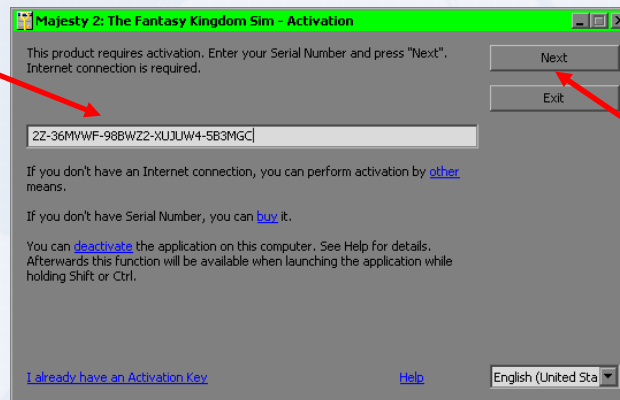 Majesty 2: The Fantasy Kingdom Sim - Activation
This product requires activation. Enter your Serial Number and press "Next".
Internet connection is required.
Next
Exit
2Z-36MVWF-98BWZ2-XUJUW4-5B3MGC
If you don't have an Internet connection, you can perform activation by other
means.
If you don't have Serial Number, you can buy it.
You can deactivate the application on this computer. See Help for details.
Afterwards this function will be available when launching the application while
holding Shift or Ctrl.
I already have an Activation Key
Help
English (United Sta